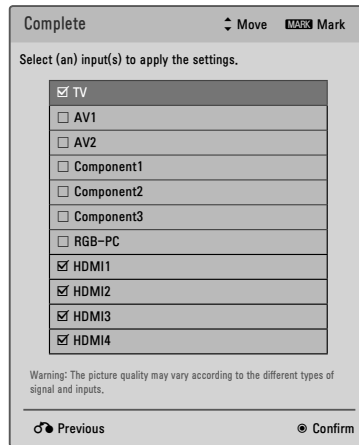 Complete Move MARK Mark
Select (an) input(s) to apply the settings.
☑ TV
☐ AV1
☐ AV2
☐ Component1
☐ Component2
☐ Component3
☐ RGB-PC
☑ HDMI1
☑ HDMI2
☑ HDMI3
☑ HDMI4
Warning: The picture quality may vary according to the different types of
signal and inputs.
Previous ◉ Confirm